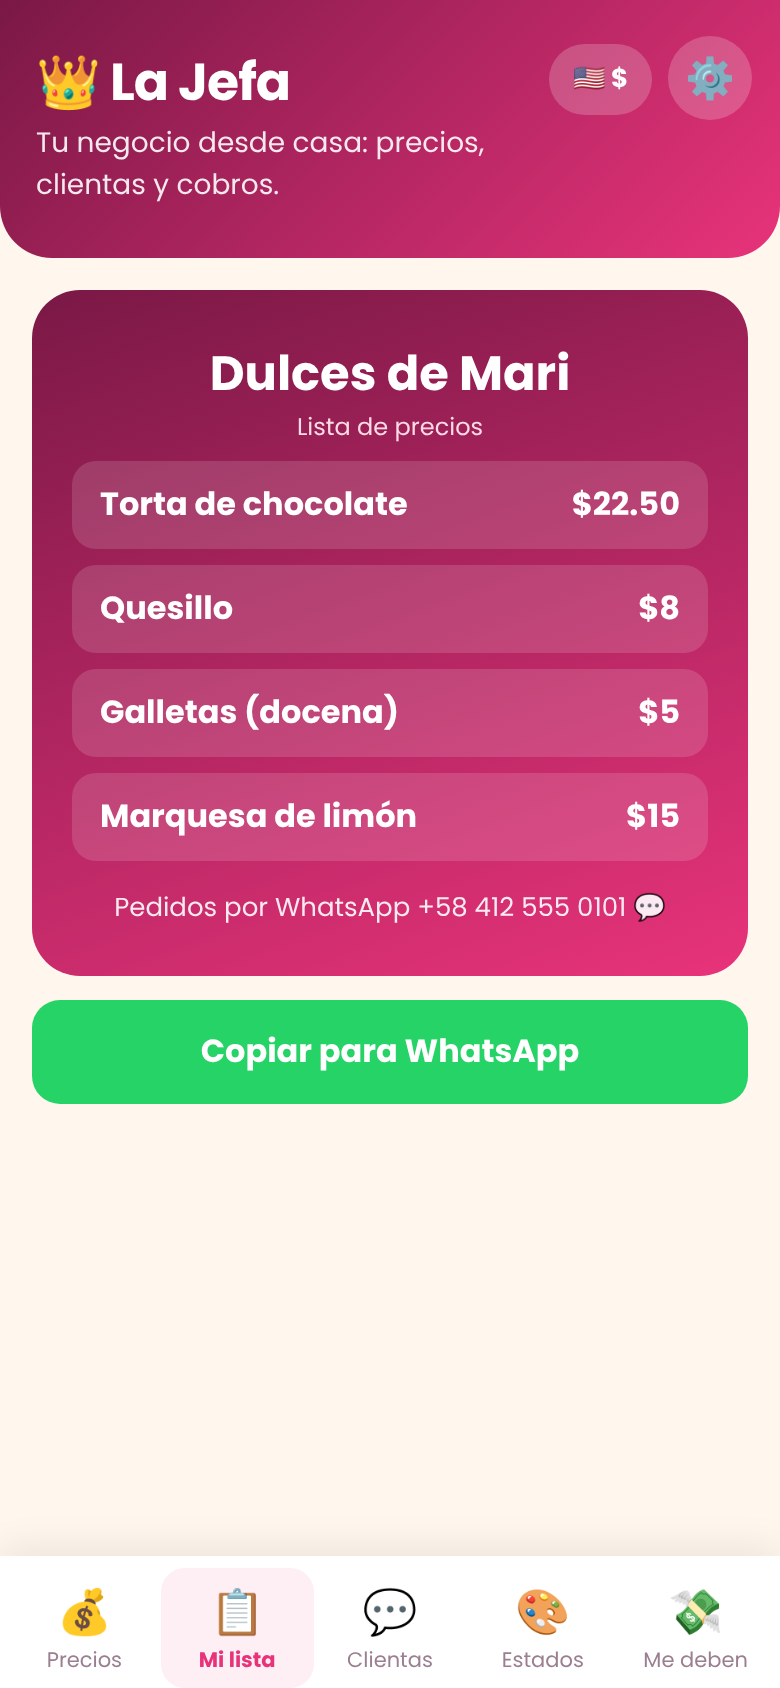 👑 La Jefa
🇺🇸 $
⚙️
Tu negocio desde casa: precios,
clientas y cobros.
Dulces de Mari
Lista de precios
Torta de chocolate $22.50
Quesillo $8
Galletas (docena) $5
Marquesa de limón $15
Pedidos por WhatsApp +58 412 555 0101 💬
Copiar para WhatsApp
Precios
Mi lista
Clientas
Estados
Me deben